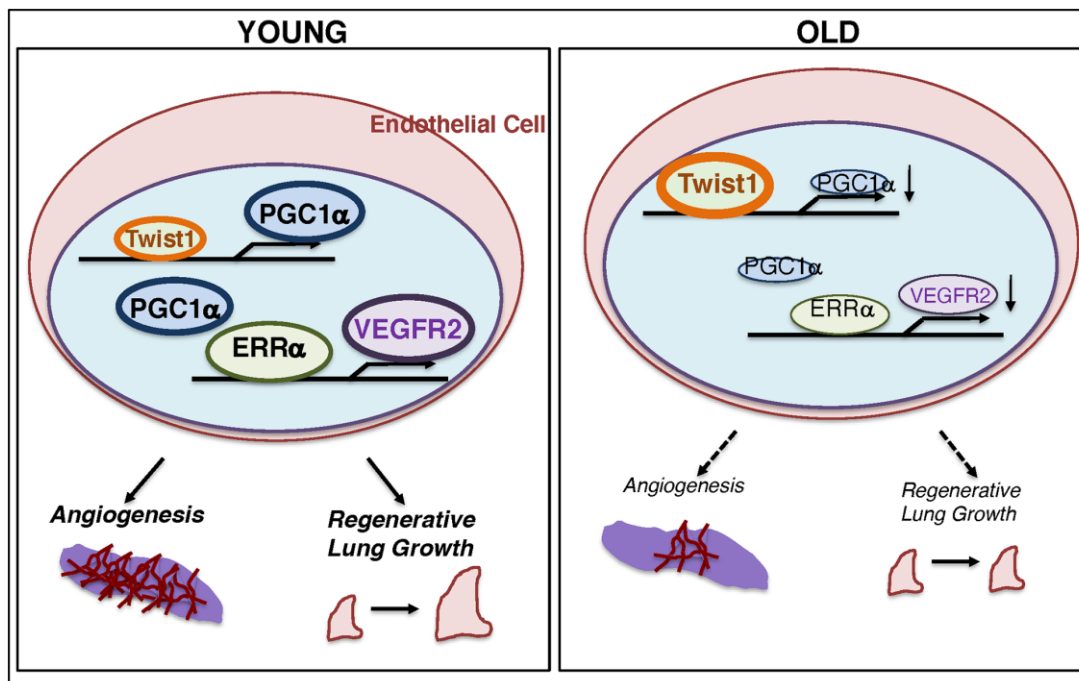 YOUNG
Endothelial Cell
Twist1
PGC1α
PGC1α
ERRα
VEGFR2
Angiogenesis
Regenerative
Lung Growth
OLD
Twist1
PGC1α
PGC1α
ERRα
VEGFR2
Angiogenesis
Regenerative
Lung Growth